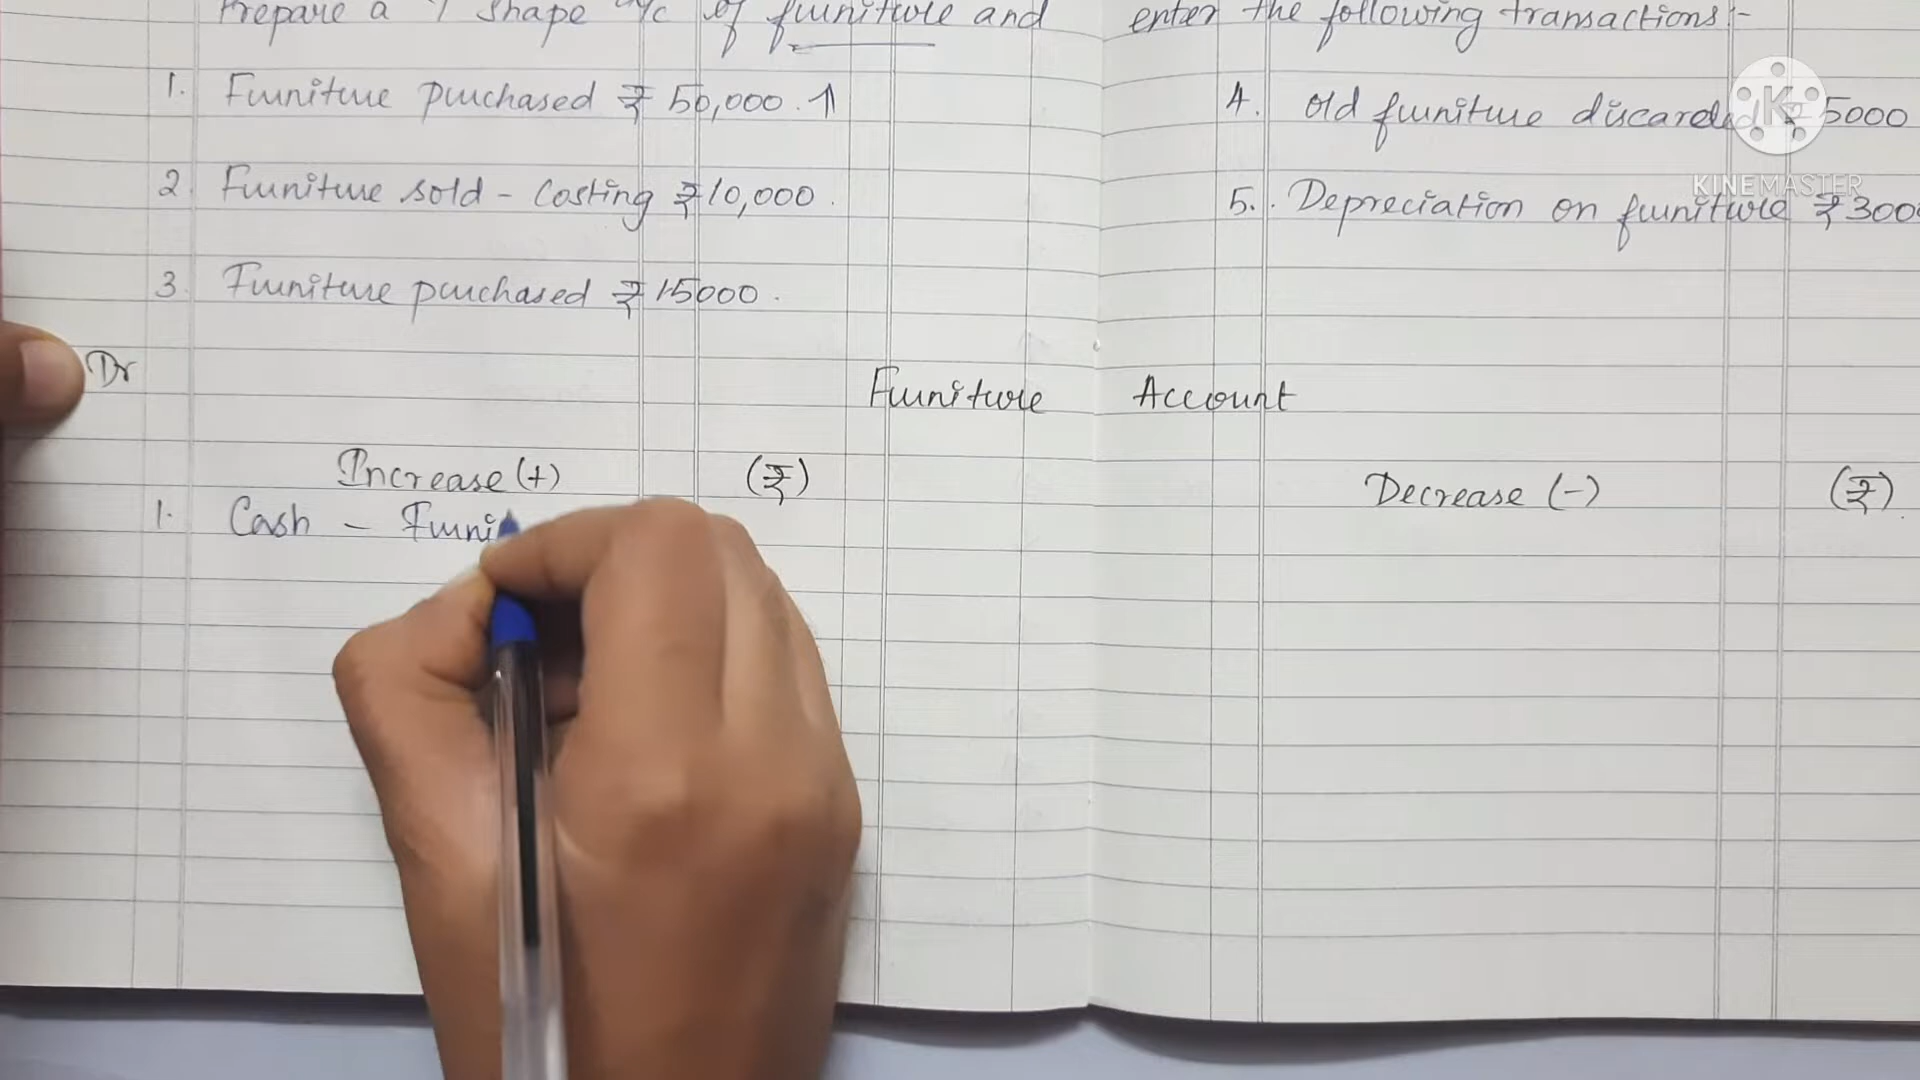 Prepare a T shape A/c of furniture and enter the following transactions:-
1. Furniture purchased ₹ 50,000. ↑
2. Furniture sold - Costing ₹ 10,000.
3. Furniture purchased ₹ 15000.
4. Old furniture discarded ₹ 5000
5. Depreciation on furniture ₹ 300
KINEMASTER
Dr
Furniture Account
Increase (+) (₹) Decrease (-) (₹)
1. Cash - Furni